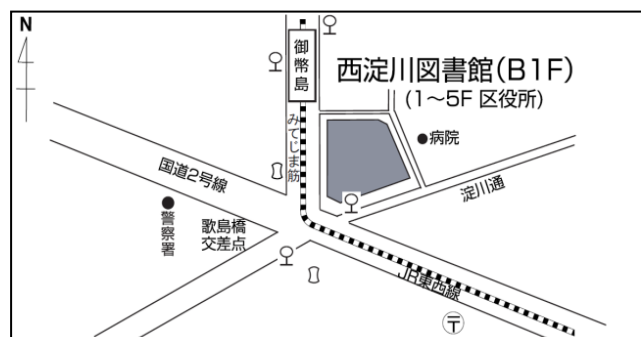 N
御幣島
西淀川図書館(B1F)
(1～5F 区役所)
みてじま筋
病院
国道2号線
淀川通
警察署
歌島橋
交差点
JR東西線
〒